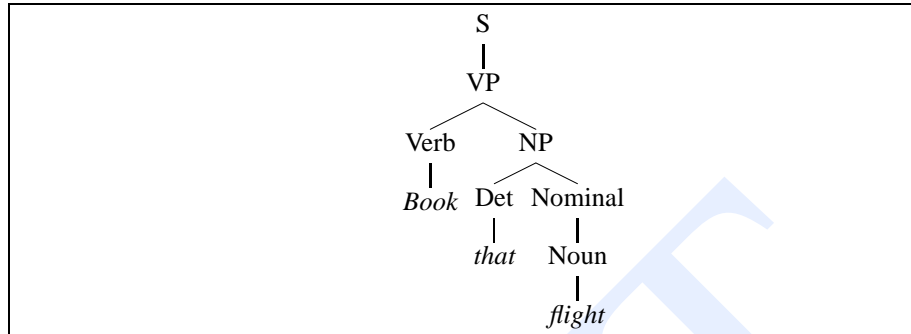 S
VP
Verb NP
Book Det Nominal
that Noun
flight
T